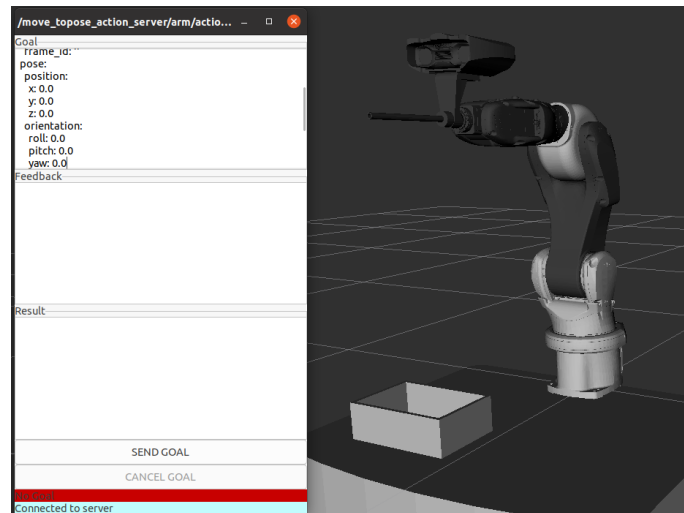 /move_topose_action_server/arm/actio...
Goal
frame_id: ''
pose:
position:
x: 0.0
y: 0.0
z: 0.0
orientation:
roll: 0.0
pitch: 0.0
yaw: 0.0
Feedback
Result
SEND GOAL
CANCEL GOAL
No Goal
Connected to server